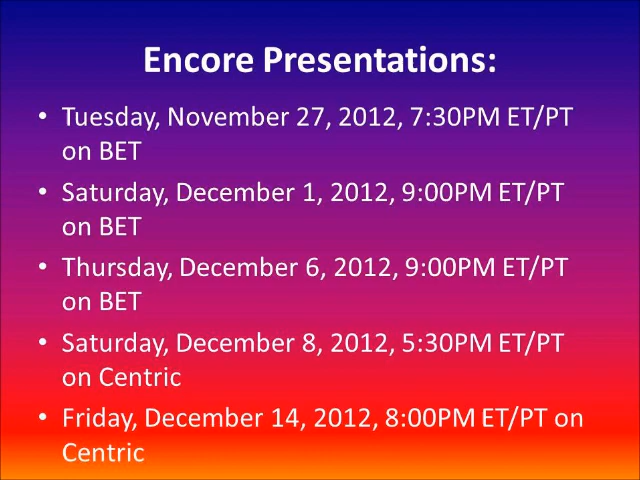 Encore Presentations:
• Tuesday, November 27, 2012, 7:30PM ET/PT
on BET
• Saturday, December 1, 2012, 9:00PM ET/PT
on BET
• Thursday, December 6, 2012, 9:00PM ET/PT
on BET
• Saturday, December 8, 2012, 5:30PM ET/PT
on Centric
• Friday, December 14, 2012, 8:00PM ET/PT on
Centric